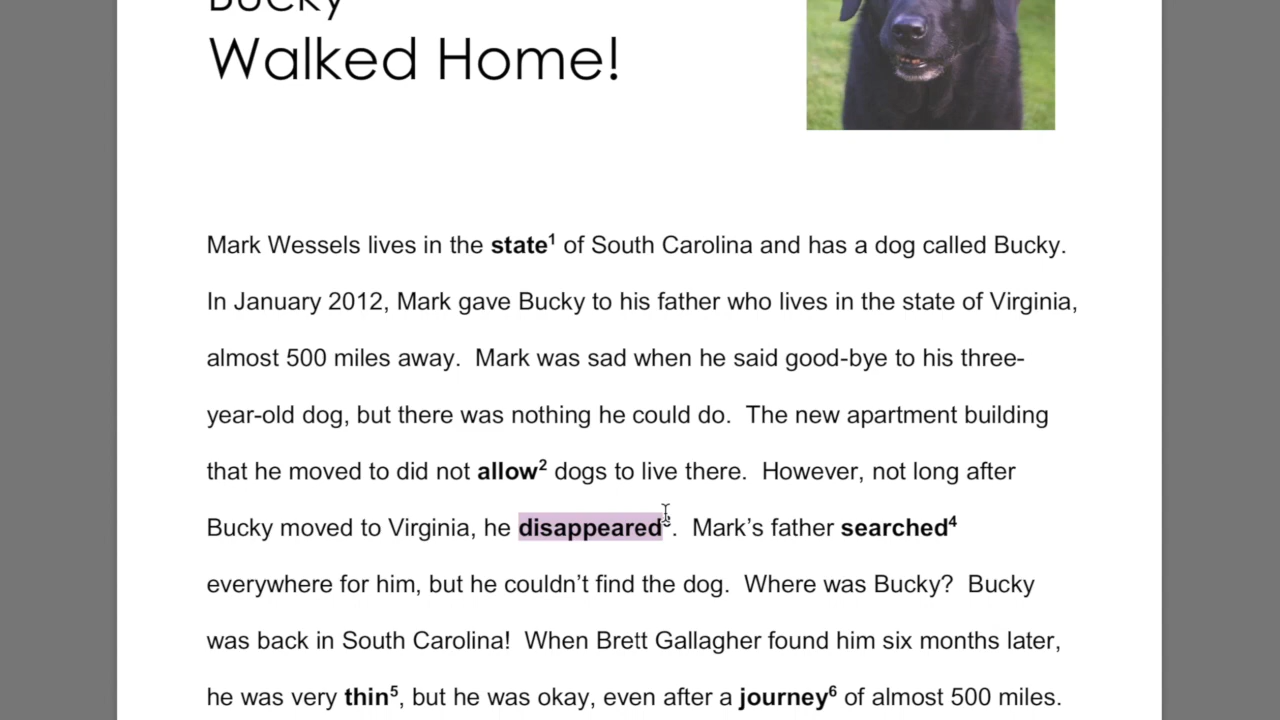 Bucky
Walked Home!
Mark Wessels lives in the state¹ of South Carolina and has a dog called Bucky.
In January 2012, Mark gave Bucky to his father who lives in the state of Virginia,
almost 500 miles away.  Mark was sad when he said good-bye to his three-
year-old dog, but there was nothing he could do.  The new apartment building
that he moved to did not allow² dogs to live there.  However, not long after
Bucky moved to Virginia, he disappeared³.  Mark’s father searched⁴
everywhere for him, but he couldn’t find the dog.  Where was Bucky?  Bucky
was back in South Carolina!  When Brett Gallagher found him six months later,
he was very thin⁵, but he was okay, even after a journey⁶ of almost 500 miles.